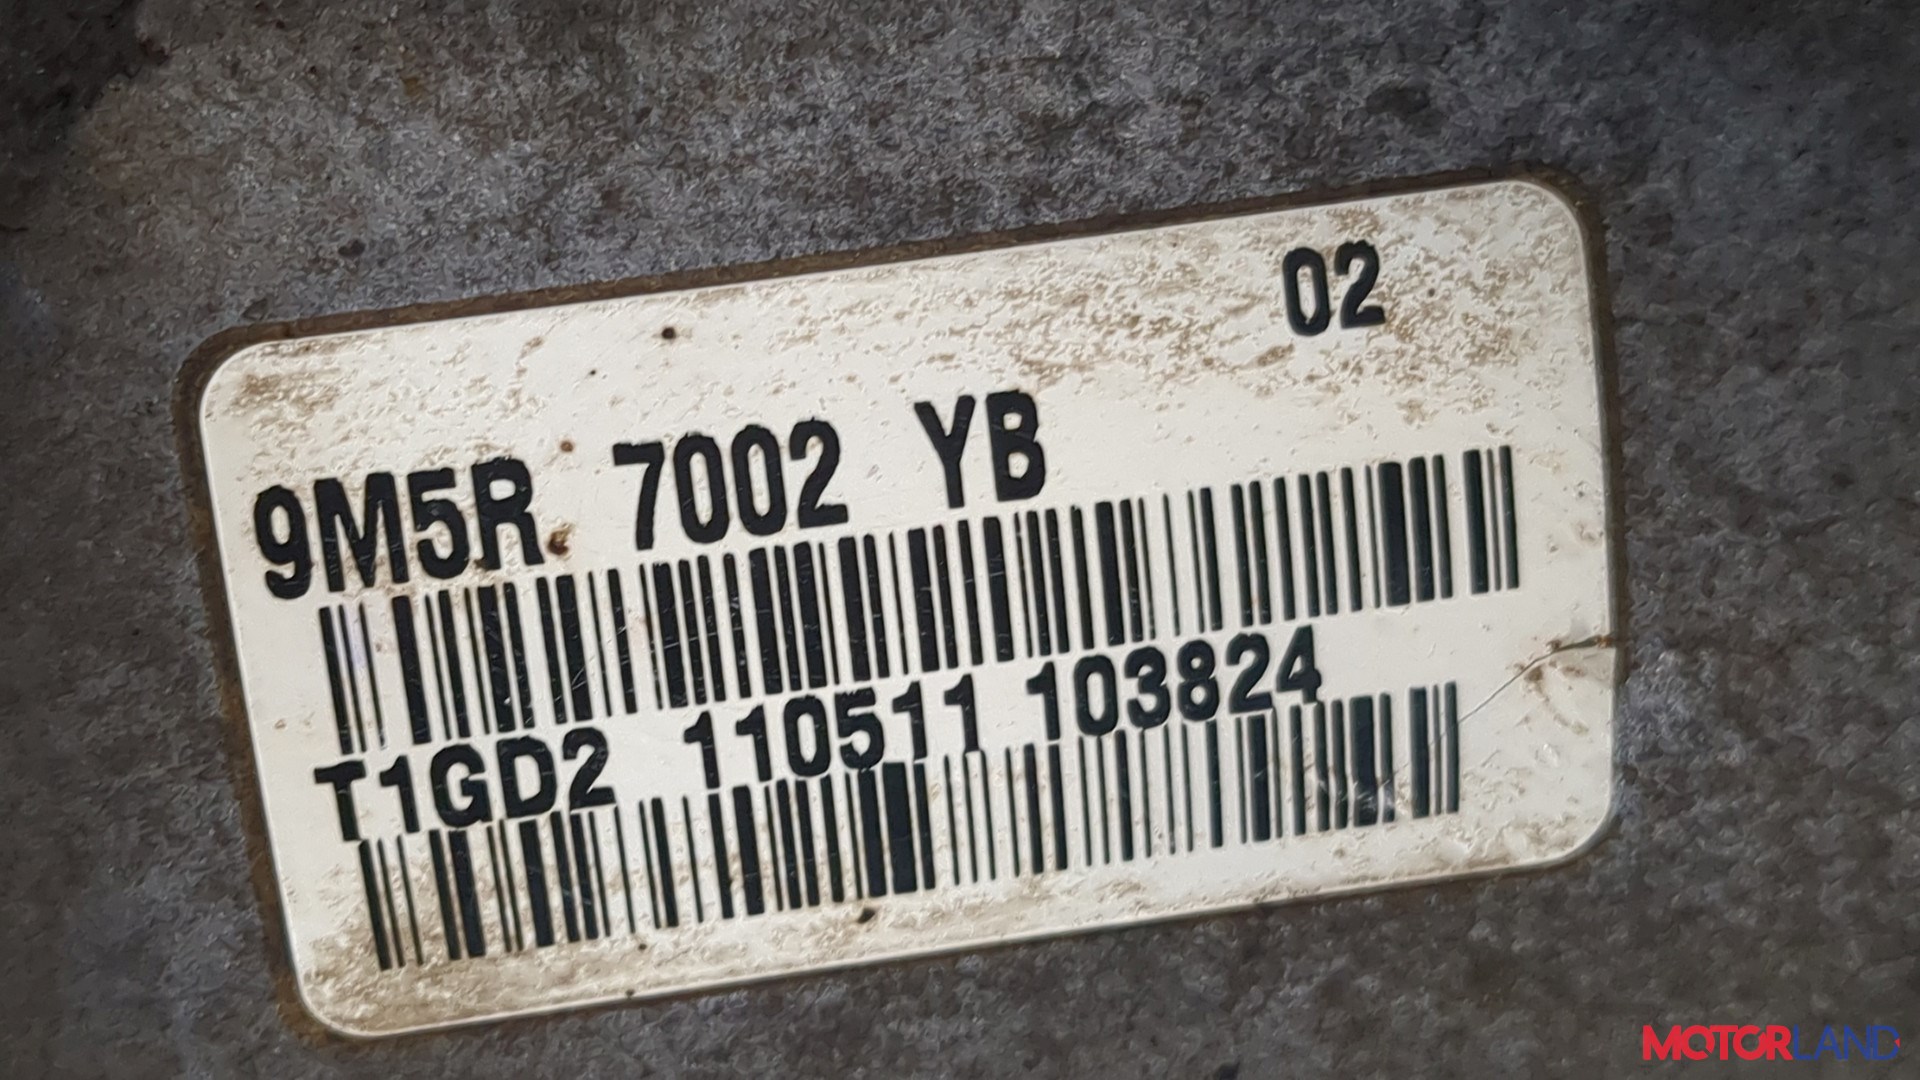 02
9M5R 7002 YB
T1GD2 110511 103824
MOTORLAND